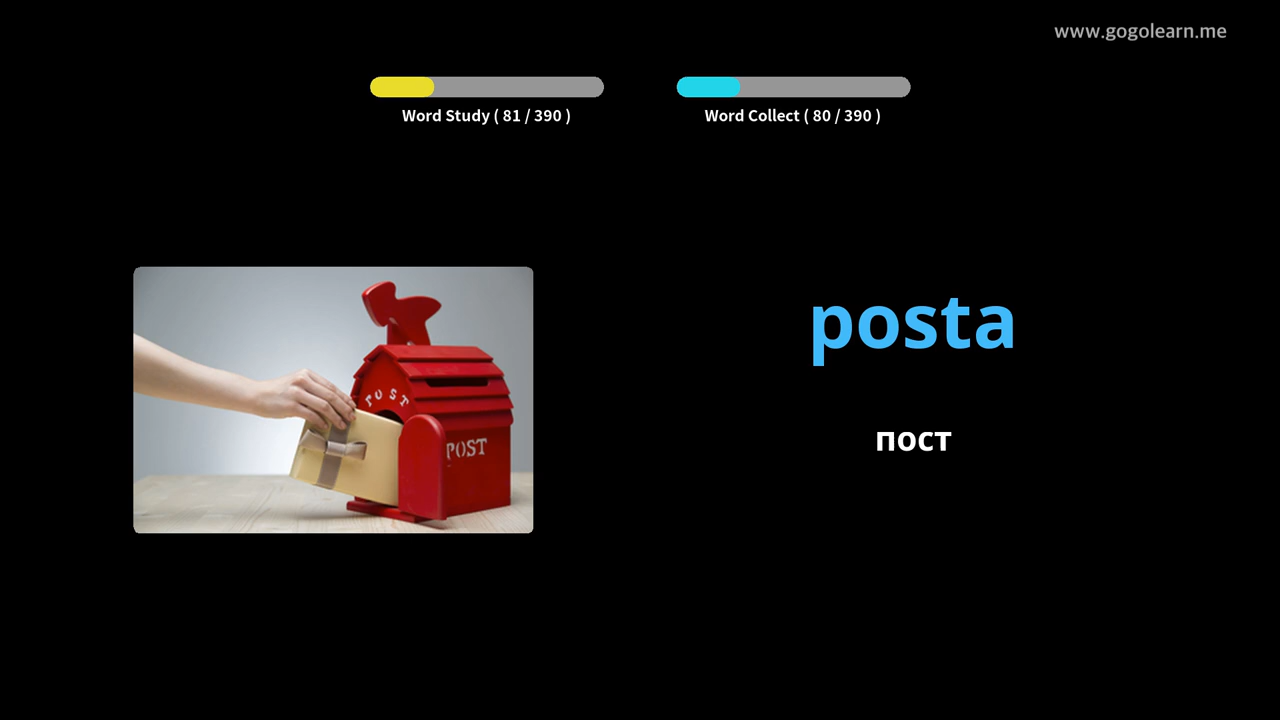 www.gogolearn.me
Word Study ( 81 / 390 )
Word Collect ( 80 / 390 )
POST
POST
posta
пост